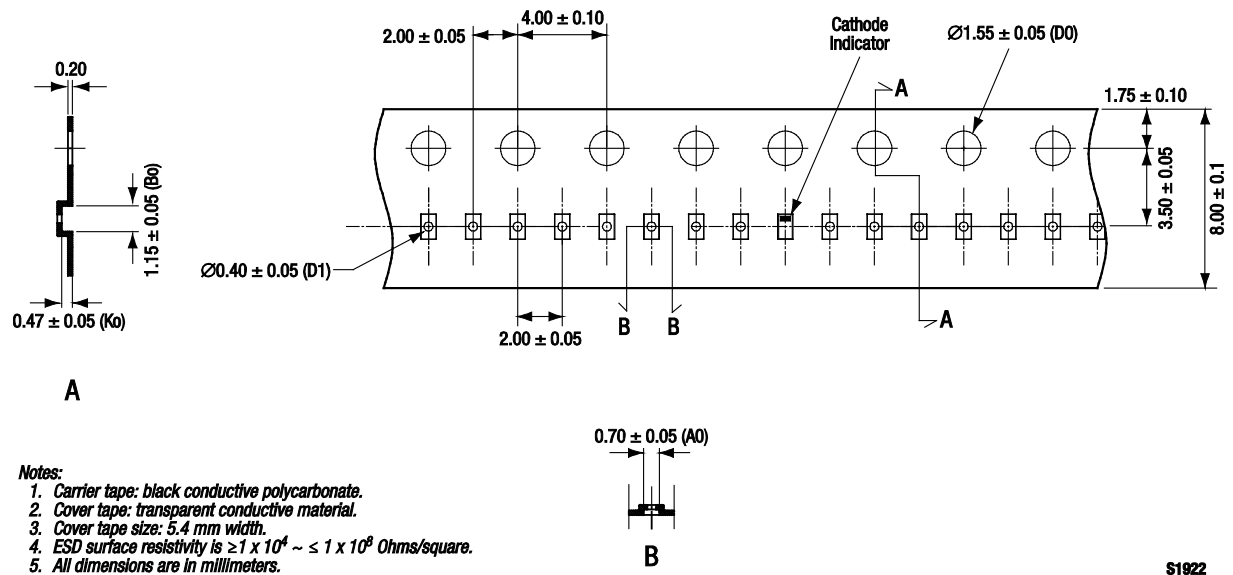 4.00 ± 0.10
2.00 ± 0.05
Cathode
Indicator
Ø1.55 ± 0.05 (D0)
0.20
A
1.75 ± 0.10
1.15 ± 0.05 (Bo)
3.50 ± 0.05
8.00 ± 0.1
Ø0.40 ± 0.05 (D1)
0.47 ± 0.05 (Ko)
B
B
A
2.00 ± 0.05
A
0.70 ± 0.05 (A0)
B
Notes:
1. Carrier tape: black conductive polycarbonate.
2. Cover tape: transparent conductive material.
3. Cover tape size: 5.4 mm width.
4. ESD surface resistivity is ≥1 x 10⁴ ~ ≤ 1 x 10⁸ Ohms/square.
5. All dimensions are in millimeters.
S1922